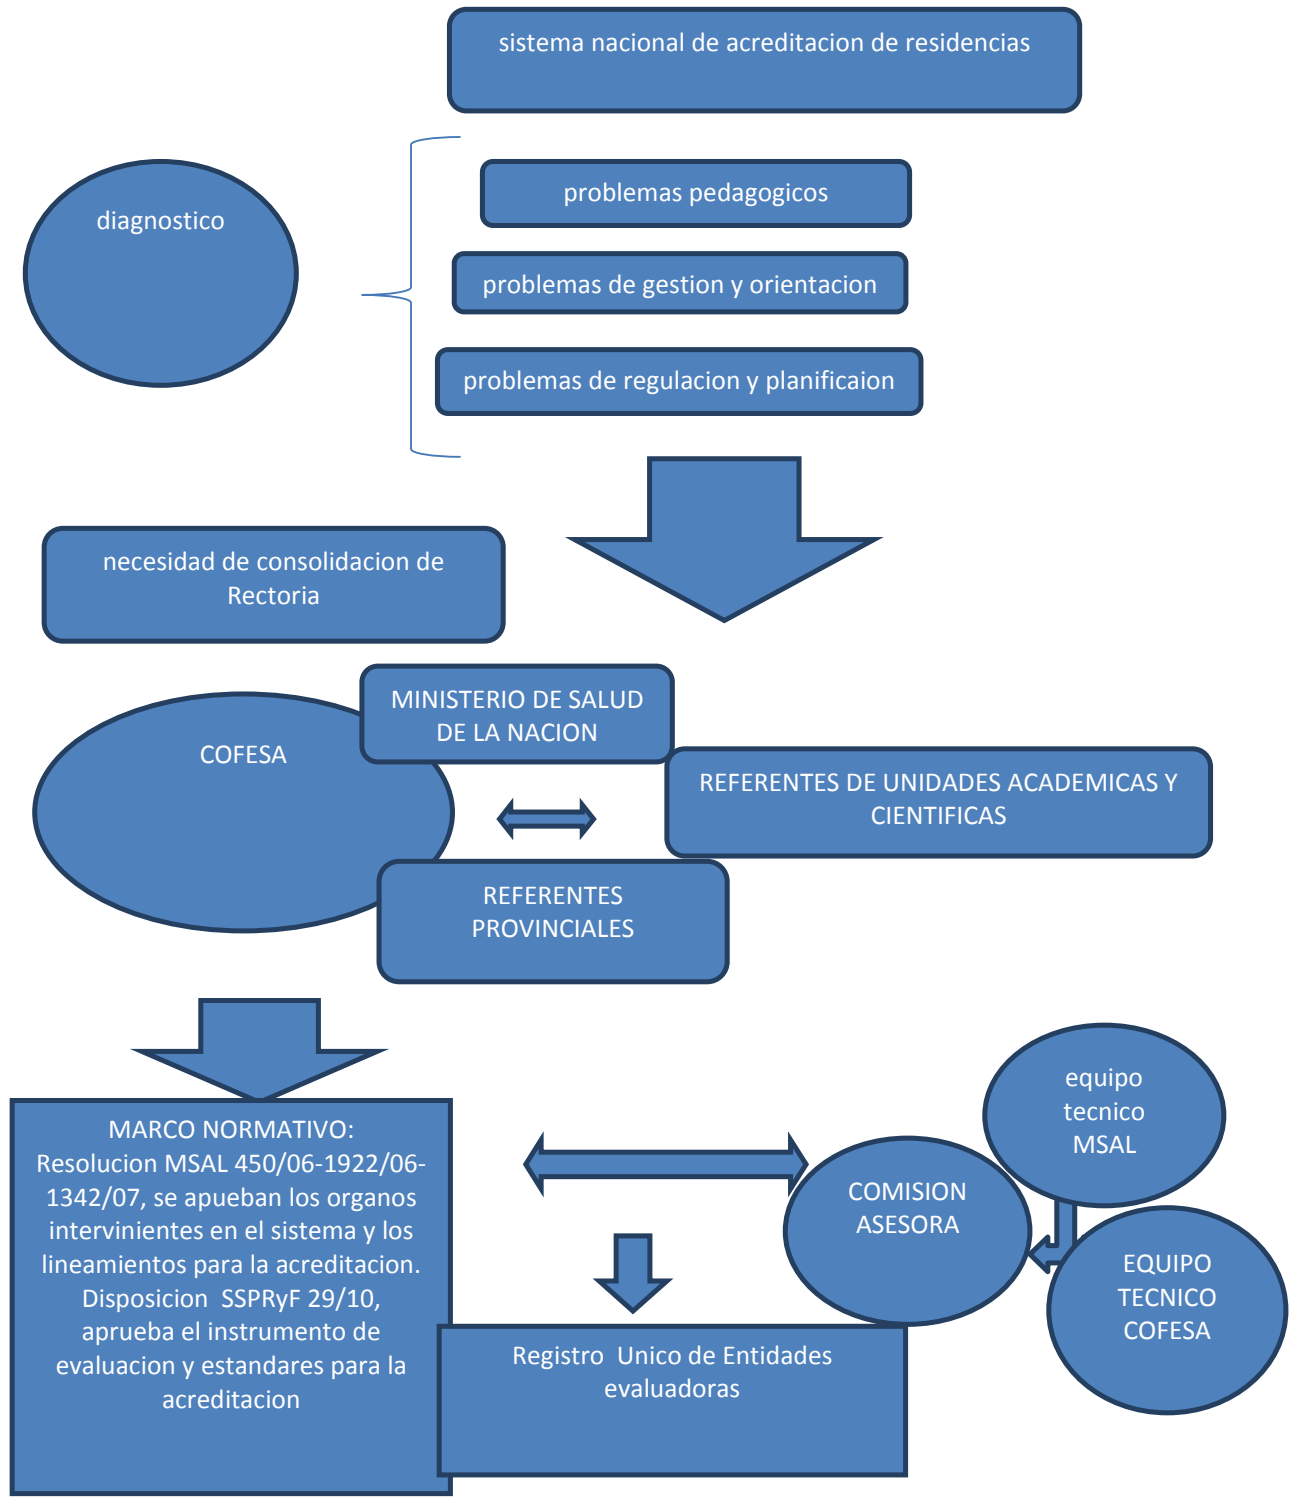 sistema nacional de acreditacion de residencias
diagnostico
problemas pedagogicos
problemas de gestion y orientacion
problemas de regulacion y planificaion
necesidad de consolidacion de
Rectoria
COFESA
MINISTERIO DE SALUD
DE LA NACION
REFERENTES DE UNIDADES ACADEMICAS Y
CIENTIFICAS
REFERENTES
PROVINCIALES
MARCO NORMATIVO:
Resolucion MSAL 450/06-1922/06-
1342/07, se apueban los organos
intervinientes en el sistema y los
lineamientos para la acreditacion.
Disposicion  SSPRyF 29/10,
aprueba el instrumento de
evaluacion y estandares para la
acreditacion
equipo
tecnico
MSAL
COMISION
ASESORA
EQUIPO
TECNICO
COFESA
Registro  Unico de Entidades
evaluadoras